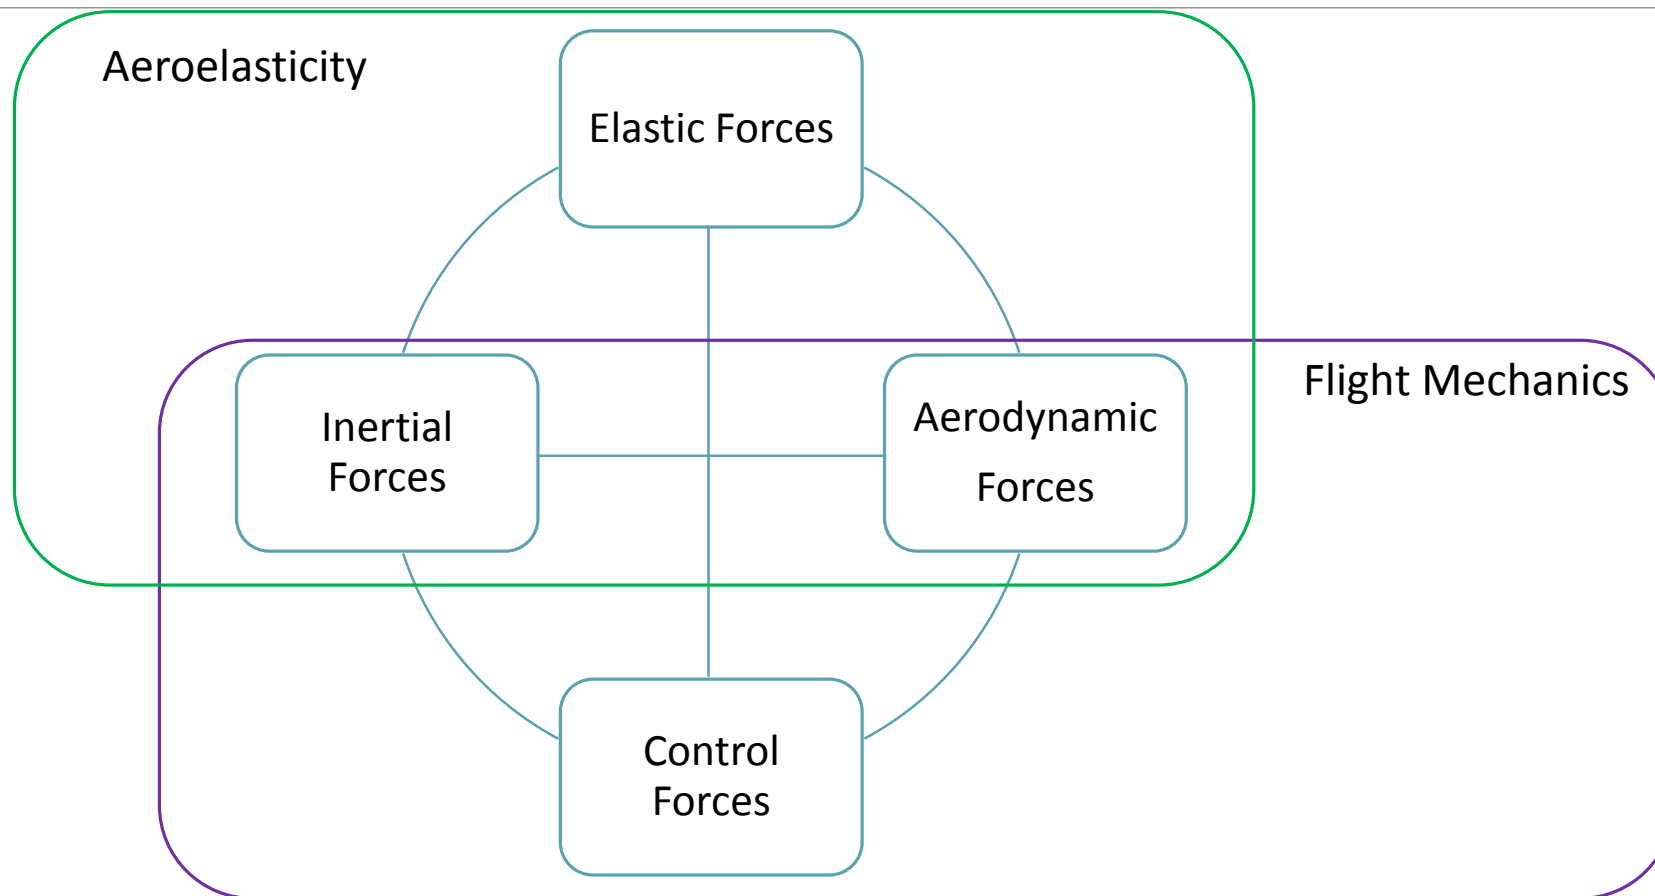 Aeroelasticity
Elastic Forces
Flight Mechanics
Inertial
Forces
Aerodynamic
Forces
Control
Forces